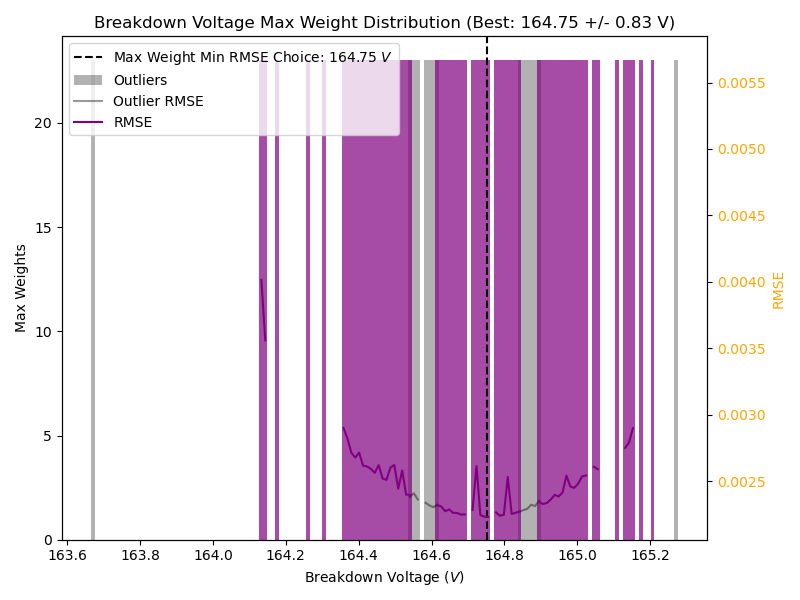 Breakdown Voltage Max Weight Distribution (Best: 164.75 +/- 0.83 V)
Max Weight Min RMSE Choice: 164.75 V
Outliers
Outlier RMSE
RMSE
Max Weights
20
15
10
5
0
0.0055
0.0050
0.0045
0.0040
0.0035
0.0030
0.0025
RMSE
163.6 163.8 164.0 164.2 164.4 164.6 164.8 165.0 165.2
Breakdown Voltage (V)